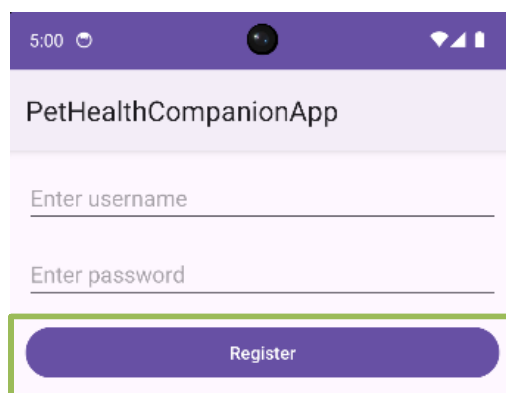 5:00
PetHealthCompanionApp
Enter username
Enter password
Register